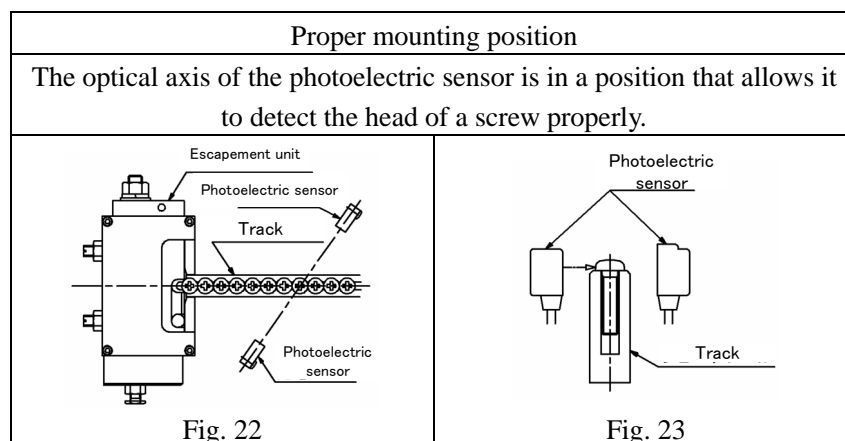 Proper mounting position
The optical axis of the photoelectric sensor is in a position that allows it
to detect the head of a screw properly.
Escapement unit
Photoelectric sensor
Track
Photoelectric
sensor
Fig. 22
Photoelectric
sensor
Track
Fig. 23